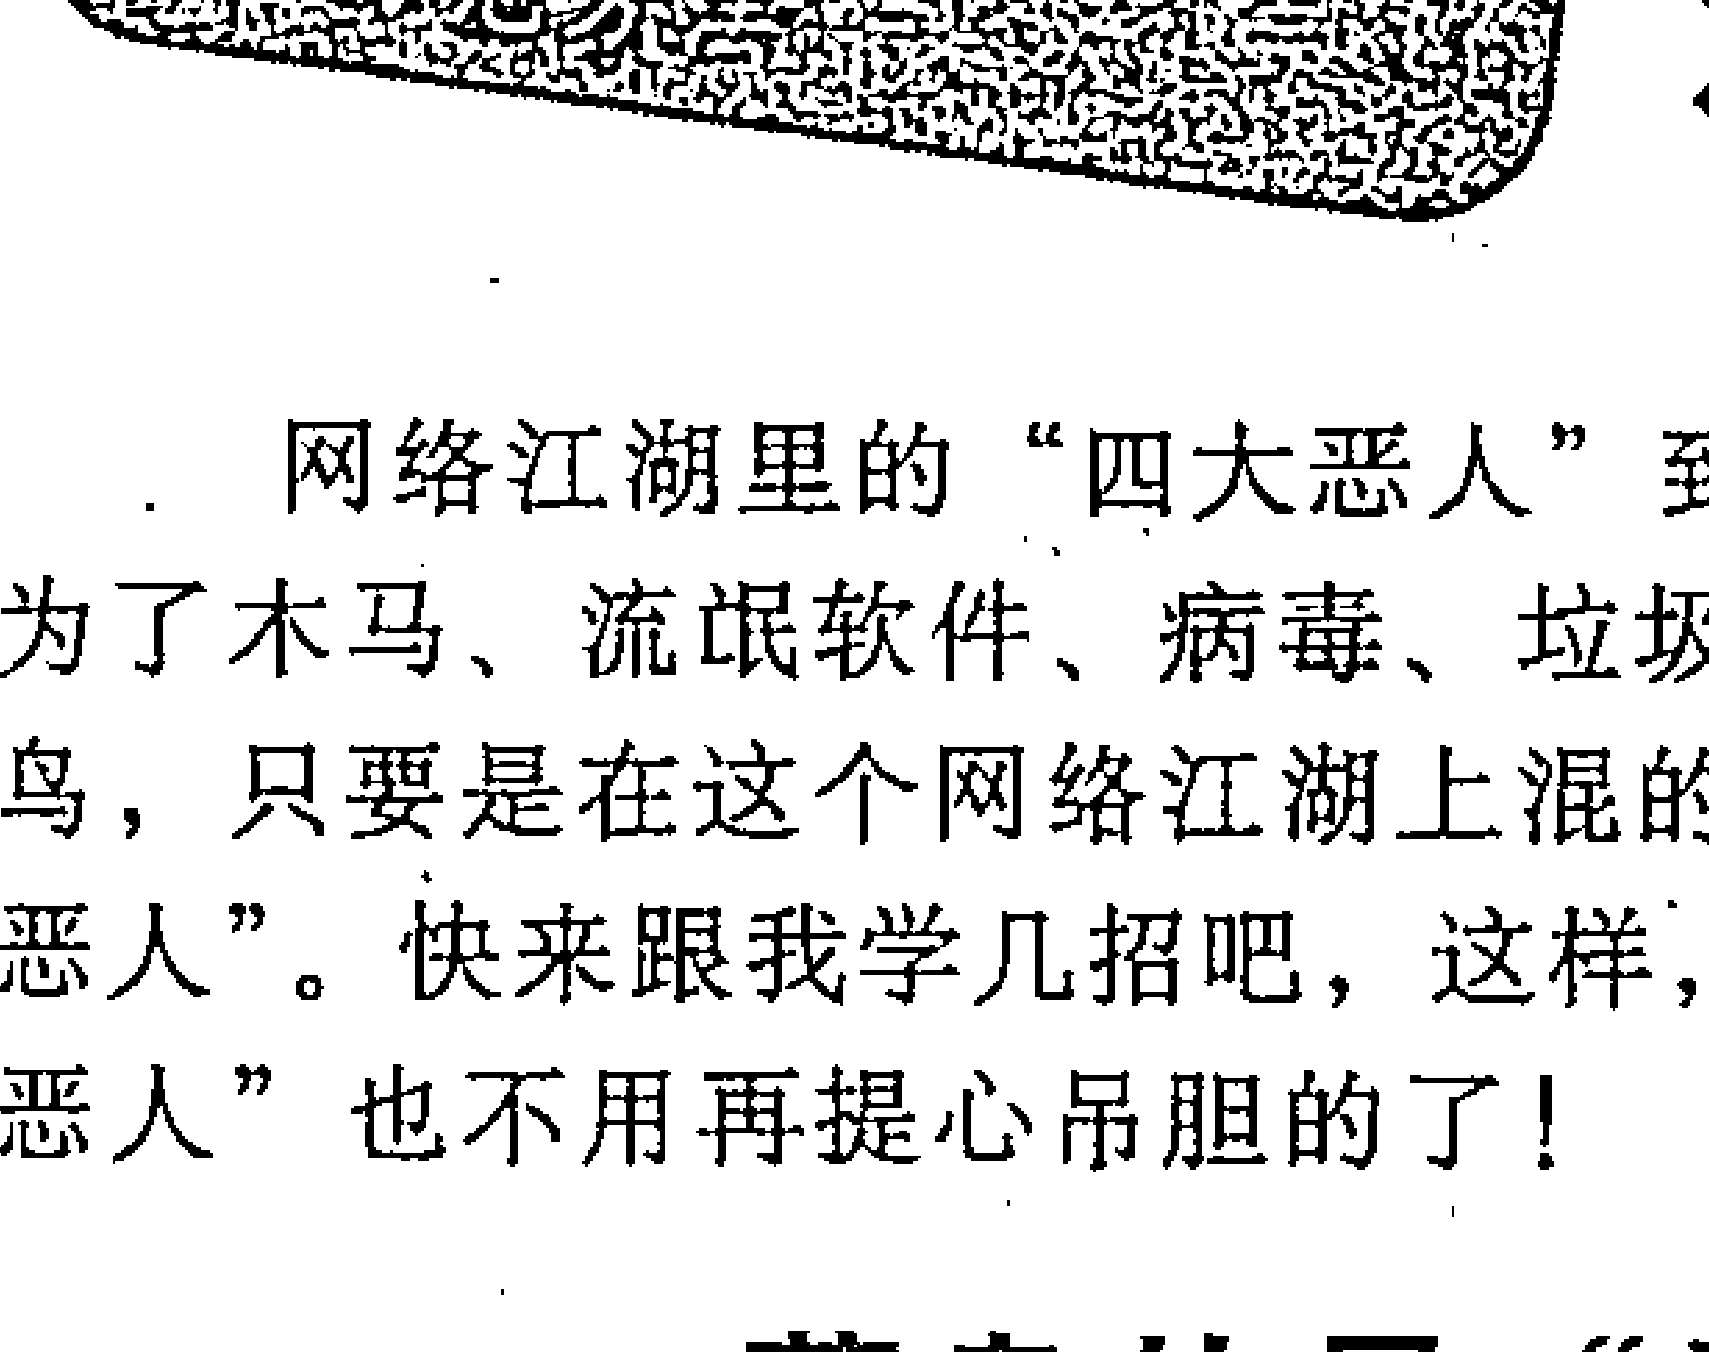 网络江湖里的“四大恶人”到
为了木马、流氓软件、病毒、垃圾
鸟，只要是在这个网络江湖上混的
恶人”。快来跟我学几招吧，这样，
恶人”也不用再提心吊胆的了！